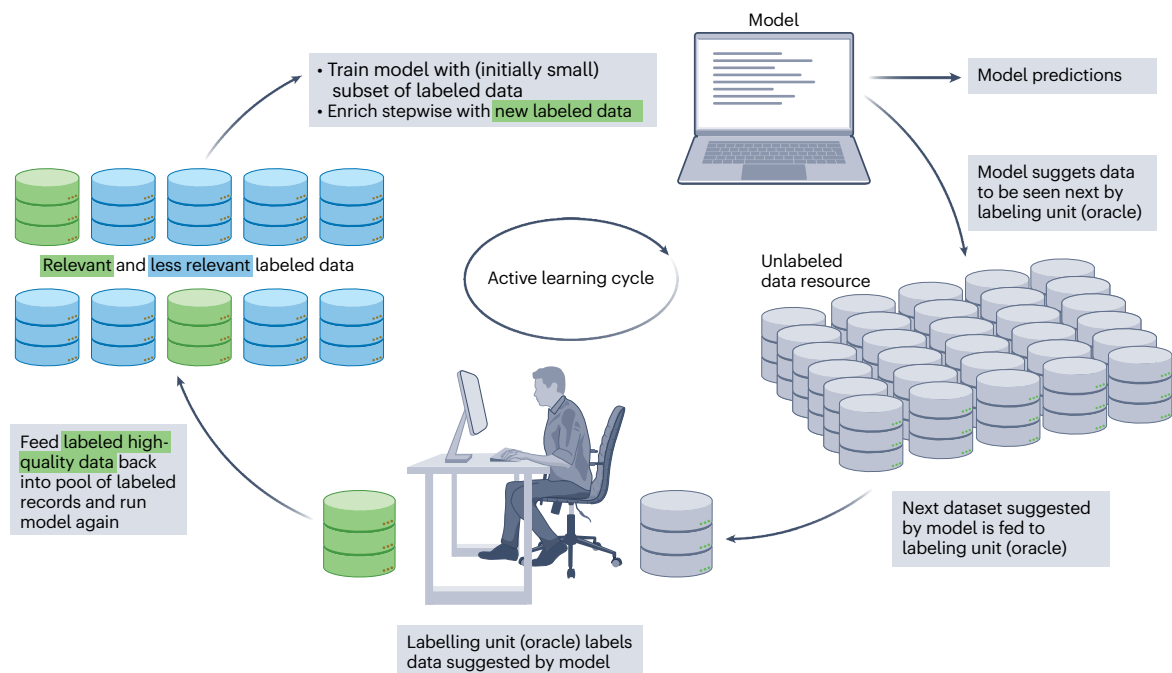 Model
• Train model with (initially small)
subset of labeled data
• Enrich stepwise with new labeled data
Model predictions
Model suggets data
to be seen next by
labeling unit (oracle)
Relevant and less relevant labeled data
Active learning cycle
Unlabeled
data resource
Feed labeled high-
quality data back
into pool of labeled
records and run
model again
Next dataset suggested
by model is fed to
labeling unit (oracle)
Labelling unit (oracle) labels
data suggested by model